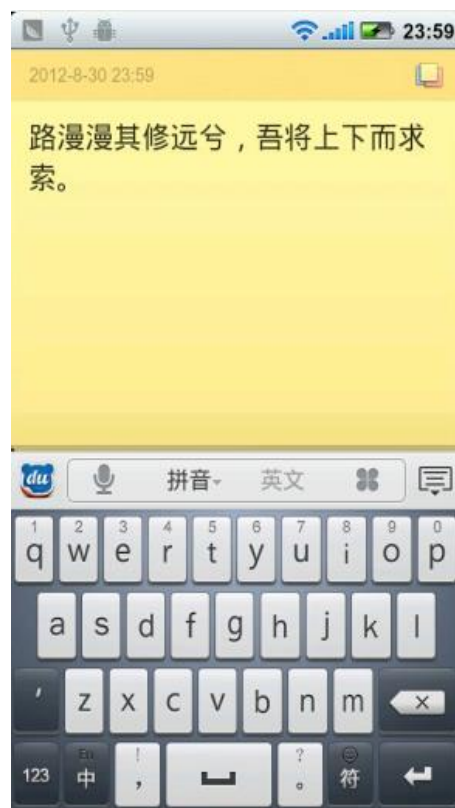 23:59
2012-8-30 23:59
路漫漫其修远兮，吾将上下而求
索。
du 拼音 英文
1 2 3 4 5 6 7 8 9 0
q w e r t y u i o p
a s d f g h j k l
' z x c v b n m
En ! ?
123 中 , 。 符